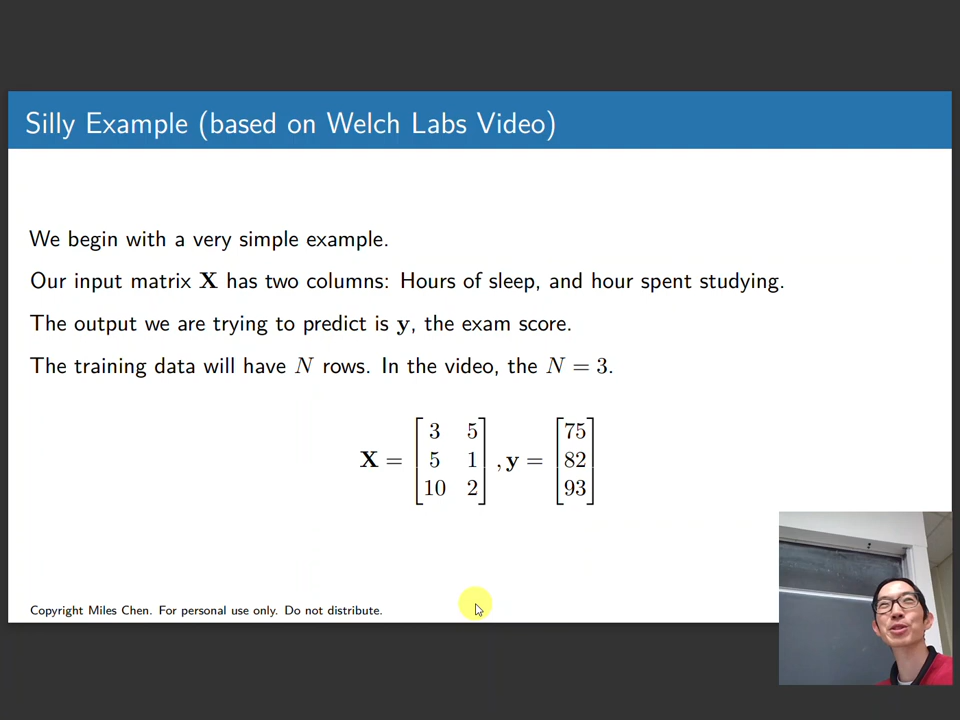 Silly Example (based on Welch Labs Video)
We begin with a very simple example.
Our input matrix X has two columns: Hours of sleep, and hour spent studying.
The output we are trying to predict is y, the exam score.
The training data will have N rows. In the video, the N = 3.
3 5 75
X = 5 1 , y = 82
10 2 93
Copyright Miles Chen. For personal use only. Do not distribute.